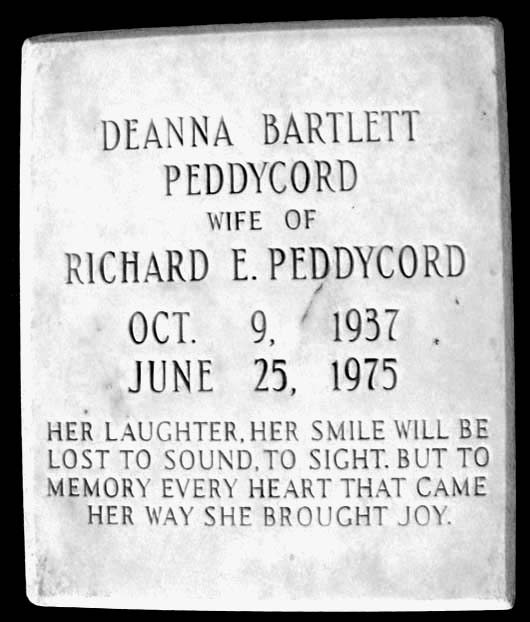 DEANNA BARTLETT
PEDDYCORD
WIFE OF
RICHARD E. PEDDYCORD
OCT. 9, 1937
JUNE 25, 1975
HER LAUGHTER, HER SMILE WILL BE
LOST TO SOUND, TO SIGHT. BUT TO
MEMORY EVERY HEART THAT CAME
HER WAY SHE BROUGHT JOY.